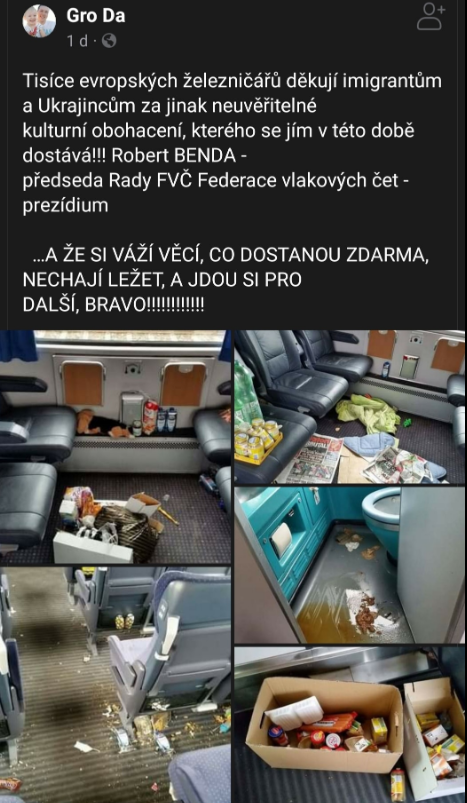 Gro Da
1 d ·
Tisíce evropských železničářů děkují imigrantům
a Ukrajincům za jinak neuvěřitelné
kulturní obohacení, kterého se jím v této době
dostává!!! Robert BENDA -
předseda Rady FVČ Federace vlakových čet -
prezídium
...A ŽE SI VÁŽÍ VĚCÍ, CO DOSTANOU ZDARMA,
NECHAJÍ LEŽET, A JDOU SI PRO
DALŠÍ, BRAVO!!!!!!!!!!!!